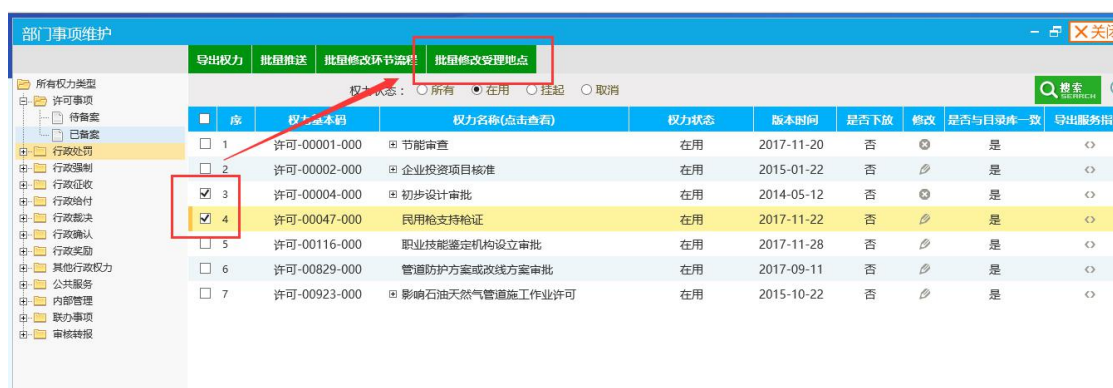 部门事项维护
关闭
导出权力 批量推送 批量修改环节流程 批量修改受理地点
权力状态: 所有 在用 挂起 取消
搜索
SEARCH
所有权力类型
许可事项
待备案
已备案
行政处罚
行政强制
行政征收
行政给付
行政裁决
行政确认
行政奖励
其他行政权力
公共服务
内部管理
联办事项
审核转报
序 权力基本码 权力名称(点击查看) 权力状态 版本时间 是否下放 修改 是否与目录库一致 导出服务指
1 许可-00001-000 节能审查 在用 2017-11-20 否 是
2 许可-00002-000 企业投资项目核准 在用 2015-01-22 否 是
3 许可-00004-000 初步设计审批 在用 2014-05-12 否 是
4 许可-00047-000 民用枪支持枪证 在用 2017-11-22 否 是
5 许可-00116-000 职业技能鉴定机构设立审批 在用 2017-11-28 否 是
6 许可-00829-000 管道防护方案或改线方案审批 在用 2017-09-11 否 是
7 许可-00923-000 影响石油天然气管道施工作业许可 在用 2015-10-22 否 是